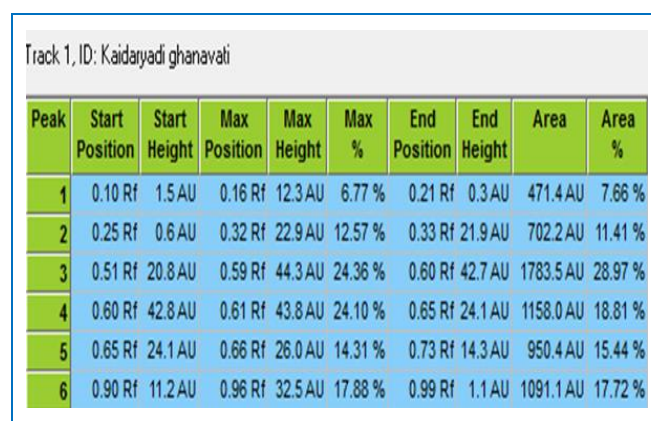 Track 1, ID: Kaidaryadi ghanavati
Peak Start Position Start Height Max Position Max Height Max % End Position End Height Area Area %
1 0.10 Rf 1.5 AU 0.16 Rf 12.3 AU 6.77 % 0.21 Rf 0.3 AU 471.4 AU 7.66 %
2 0.25 Rf 0.6 AU 0.32 Rf 22.9 AU 12.57 % 0.33 Rf 21.9 AU 702.2 AU 11.41 %
3 0.51 Rf 20.8 AU 0.59 Rf 44.3 AU 24.36 % 0.60 Rf 42.7 AU 1783.5 AU 28.97 %
4 0.60 Rf 42.8 AU 0.61 Rf 43.8 AU 24.10 % 0.65 Rf 24.1 AU 1158.0 AU 18.81 %
5 0.65 Rf 24.1 AU 0.66 Rf 26.0 AU 14.31 % 0.73 Rf 14.3 AU 950.4 AU 15.44 %
6 0.90 Rf 11.2 AU 0.96 Rf 32.5 AU 17.88 % 0.99 Rf 1.1 AU 1091.1 AU 17.72 %